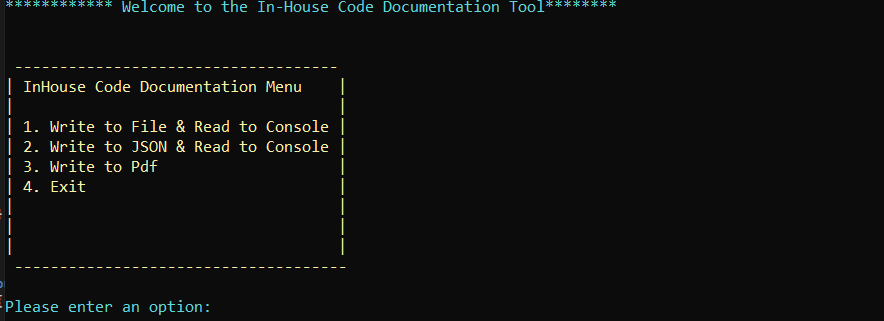 ************ Welcome to the In-House Code Documentation Tool********
------------------------------------
| InHouse Code Documentation Menu    |
|                                    |
| 1. Write to File & Read to Console |
| 2. Write to JSON & Read to Console |
| 3. Write to Pdf                    |
| 4. Exit                            |
|                                    |
|                                    |
|                                    |
-------------------------------------
Please enter an option: